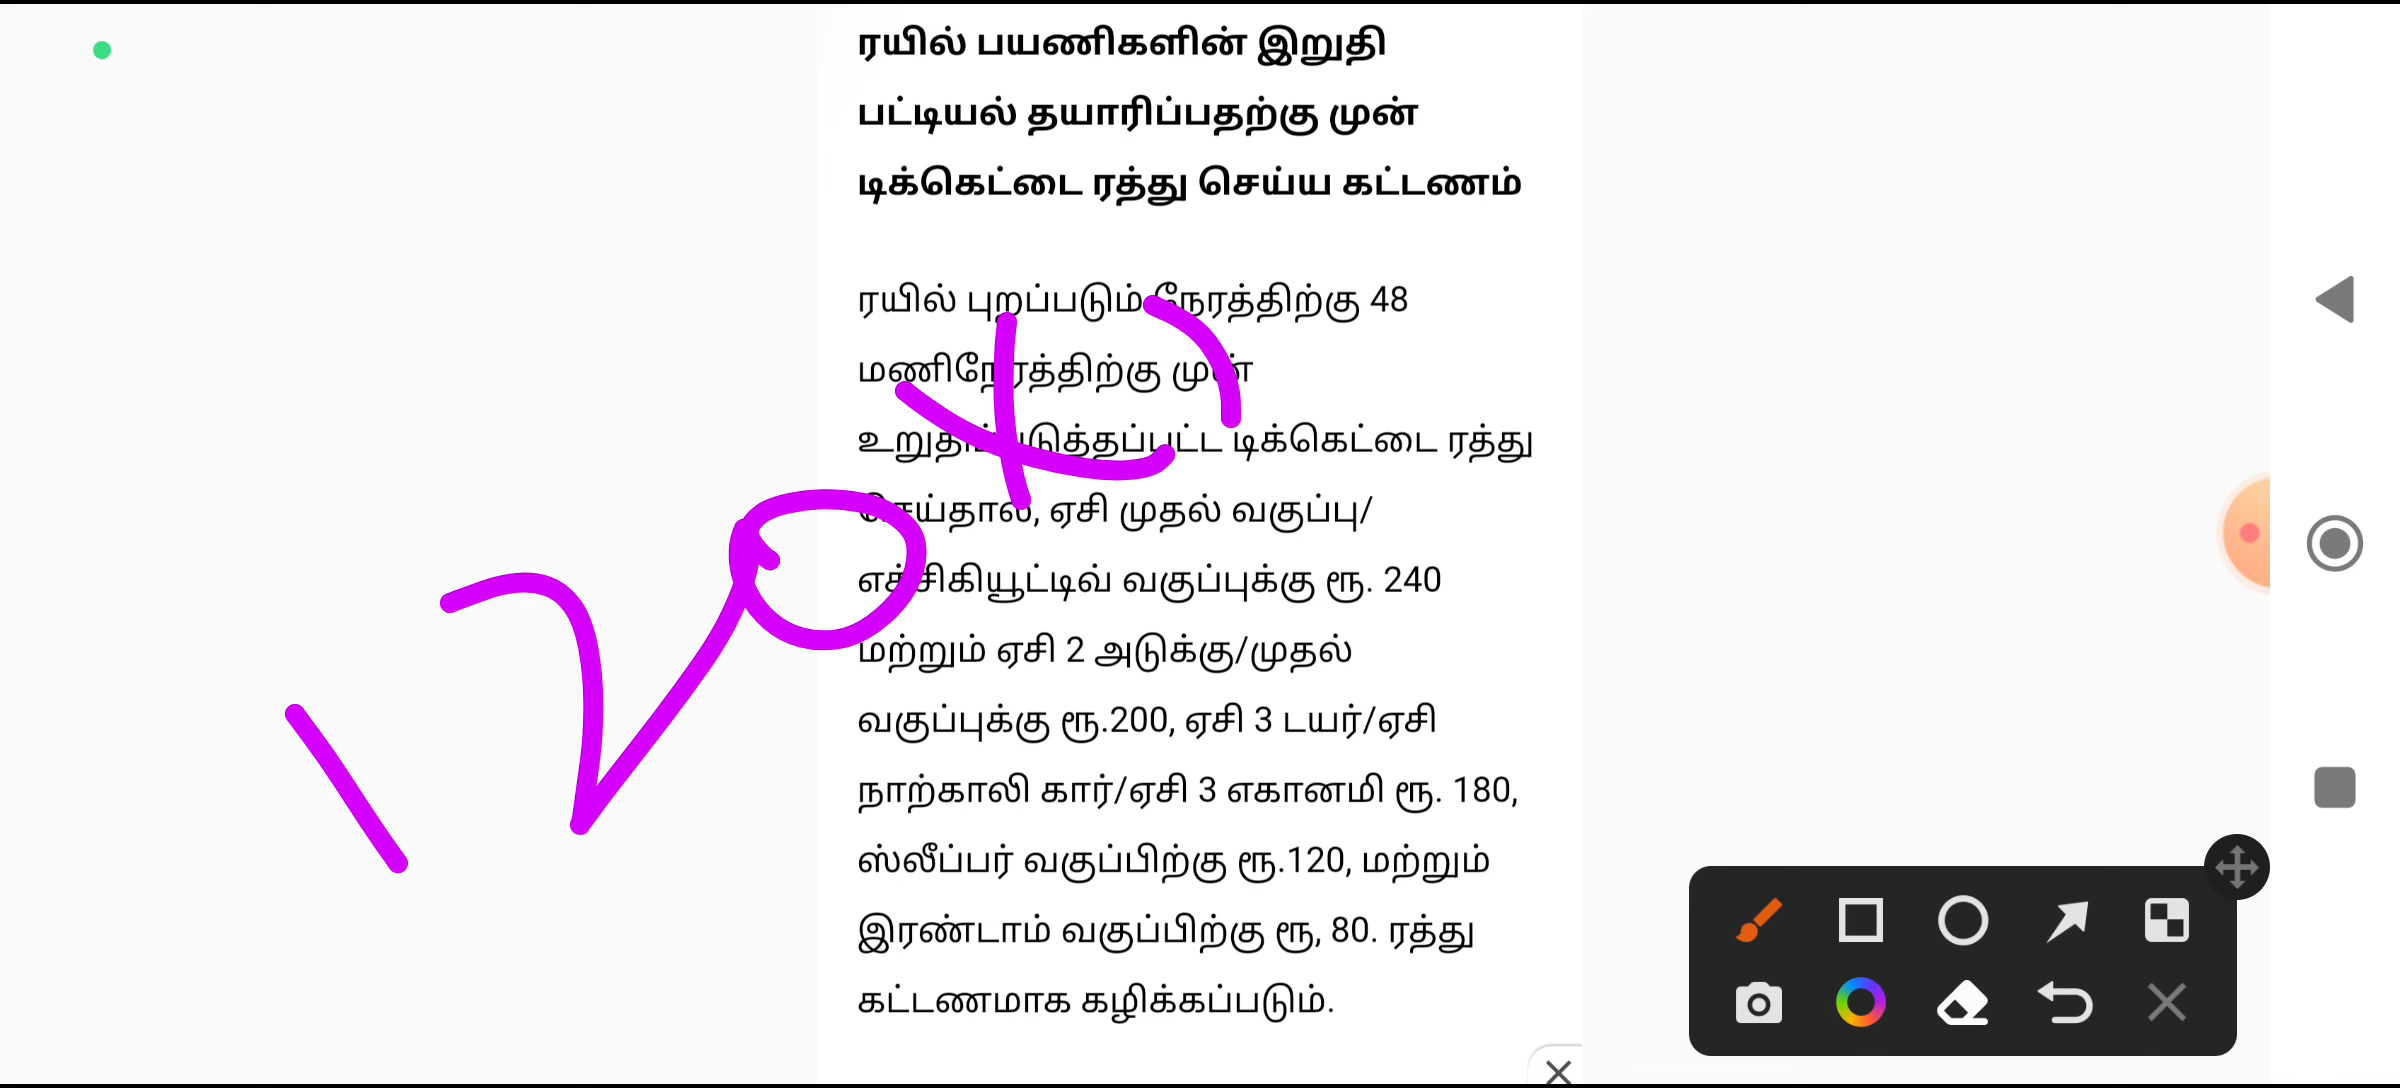 ரயில் பயணிகளின் இறுதி
பட்டியல் தயாரிப்பதற்கு முன்
டிக்கெட்டை ரத்து செய்ய கட்டணம்
ரயில் புறப்படும் நேரத்திற்கு 48
மணிநேரத்திற்கு முன்
உறுதிப்படுத்தப்பட்ட டிக்கெட்டை ரத்து
செய்தால், ஏசி முதல் வகுப்பு/
எக்சிகியூட்டிவ் வகுப்புக்கு ரூ. 240
மற்றும் ஏசி 2 அடுக்கு/முதல்
வகுப்புக்கு ரூ.200, ஏசி 3 டயர்/ஏசி
நாற்காலி கார்/ஏசி 3 எகானமி ரூ. 180,
ஸ்லீப்பர் வகுப்பிற்கு ரூ.120, மற்றும்
இரண்டாம் வகுப்பிற்கு ரூ, 80. ரத்து
கட்டணமாக கழிக்கப்படும்.